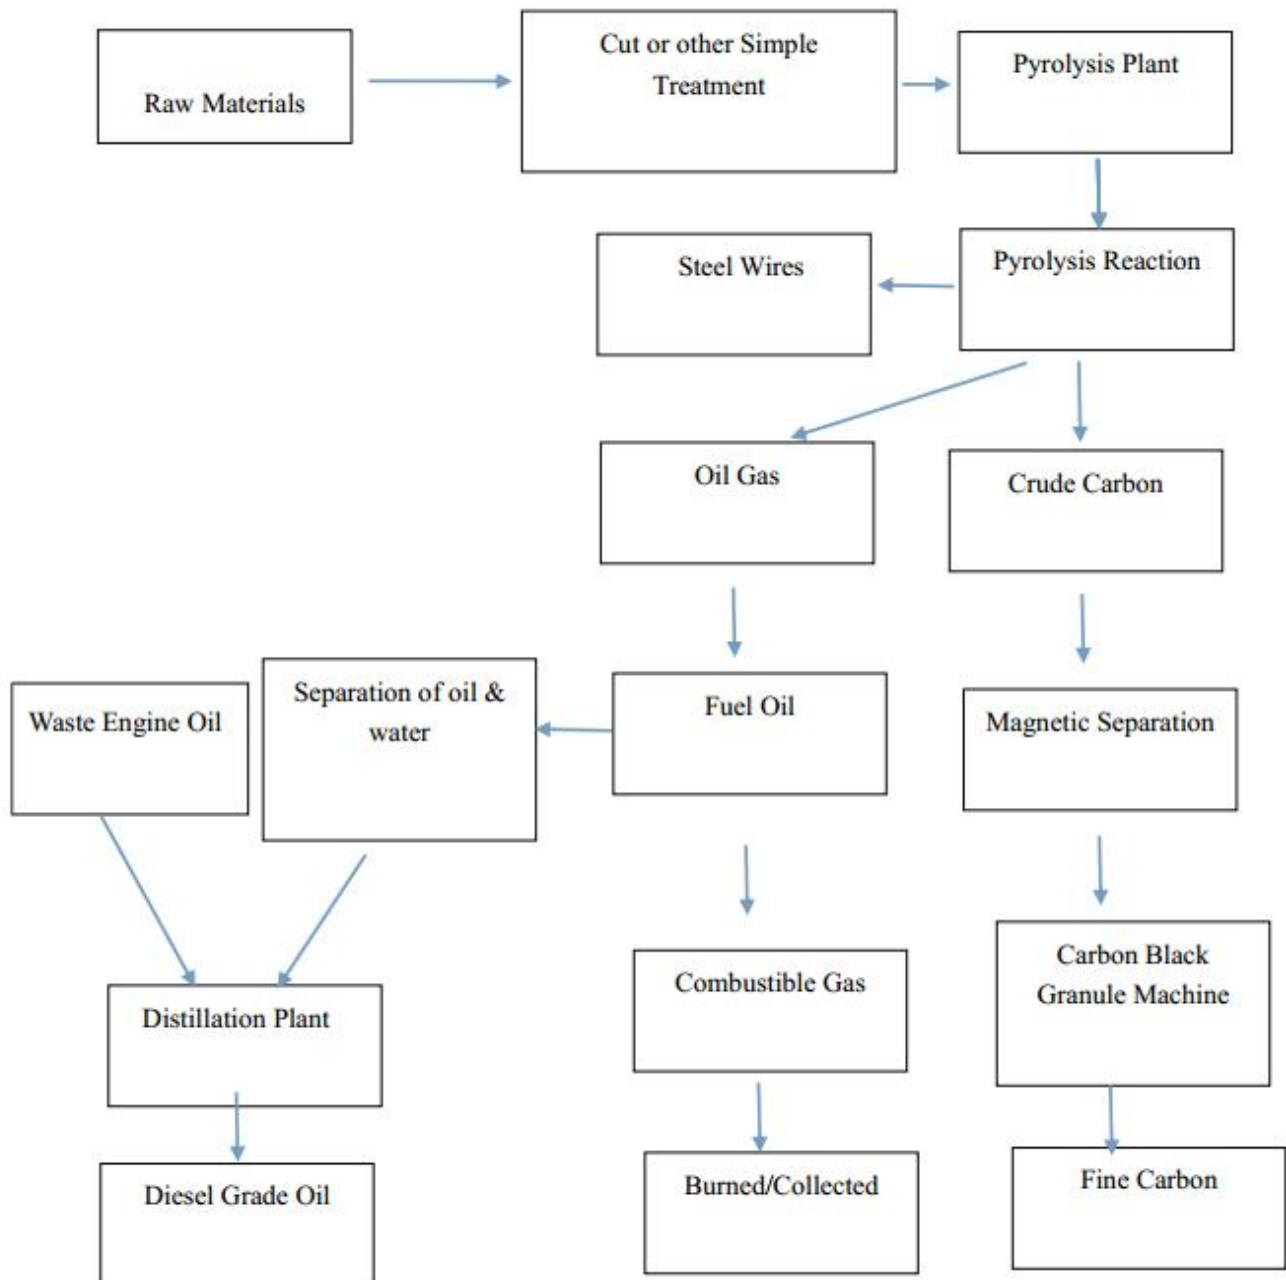 Raw Materials
Cut or other Simple
Treatment
Pyrolysis Plant
Steel Wires
Pyrolysis Reaction
Oil Gas
Crude Carbon
Waste Engine Oil
Separation of oil &
water
Fuel Oil
Magnetic Separation
Distillation Plant
Combustible Gas
Carbon Black
Granule Machine
Diesel Grade Oil
Burned/Collected
Fine Carbon